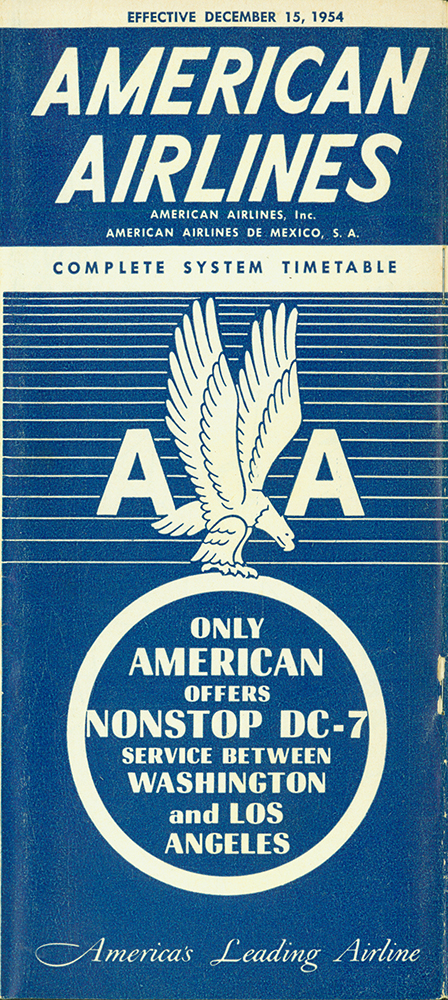 EFFECTIVE DECEMBER 15, 1954
AMERICAN
AIRLINES
AMERICAN AIRLINES, Inc.
AMERICAN AIRLINES DE MEXICO, S. A.
COMPLETE SYSTEM TIMETABLE
A A
ONLY
AMERICAN
OFFERS
NONSTOP DC-7
SERVICE BETWEEN
WASHINGTON
and LOS
ANGELES
America's Leading Airline